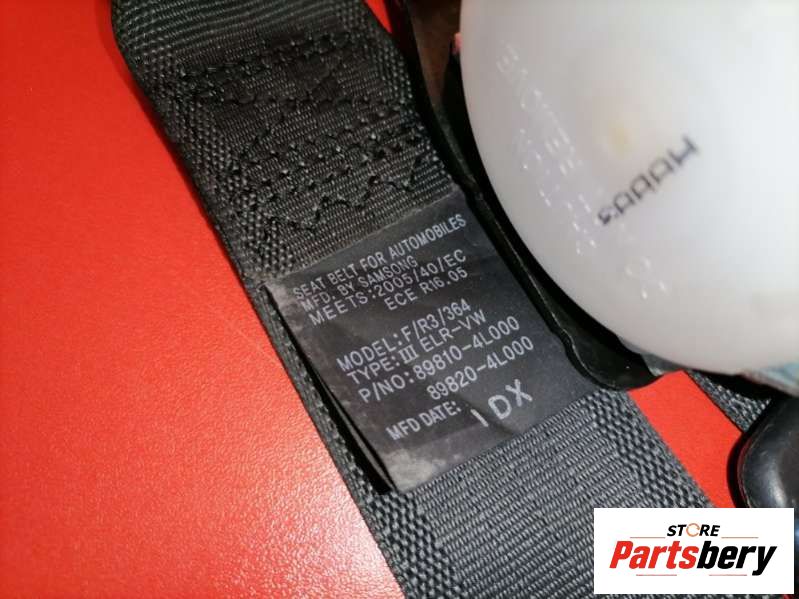 SEAT BELT FOR AUTOMOBILES
MFD. BY SAMSONG
MEETS:2005/40/EC
ECE R16.05
MODEL:F/R3/364
TYPE:III ELR-VW
P/NO:89810-4L000
89820-4L000
MFD DATE:
1DX
STORE
Partsbery